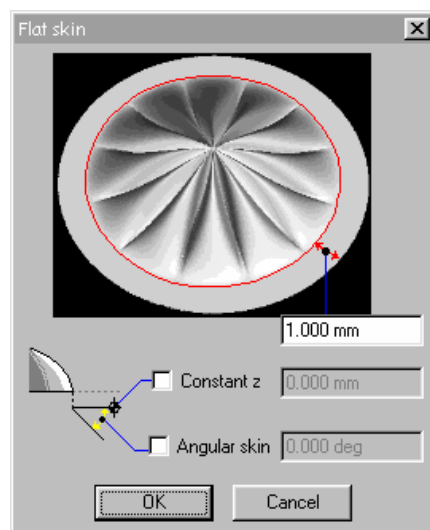 Flat skin
1.000 mm
Constant z 0.000 mm
Angular skin 0.000 deg
OK Cancel